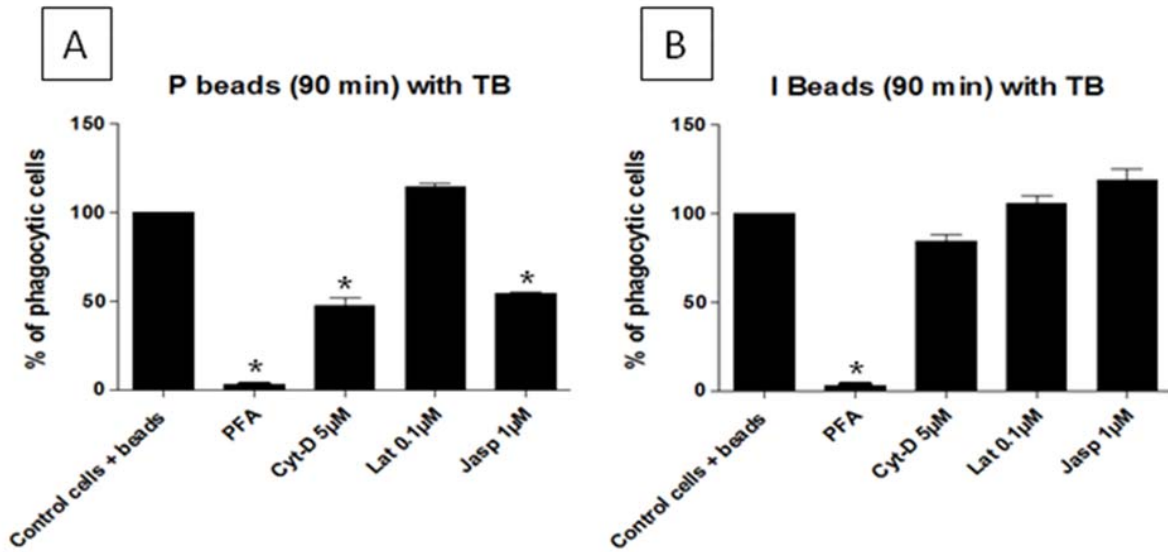 A
P beads (90 min) with TB
% of phagocytic cells
150
100
50
0
*
*
*
Control cells + beads
PFA
Cyt-D 5µM
Lat 0.1µM
Jasp 1µM
B
I Beads (90 min) with TB
% of phagocytic cells
150
100
50
0
*
Control cells + beads
PFA
Cyt-D 5µM
Lat 0.1µM
Jasp 1µM